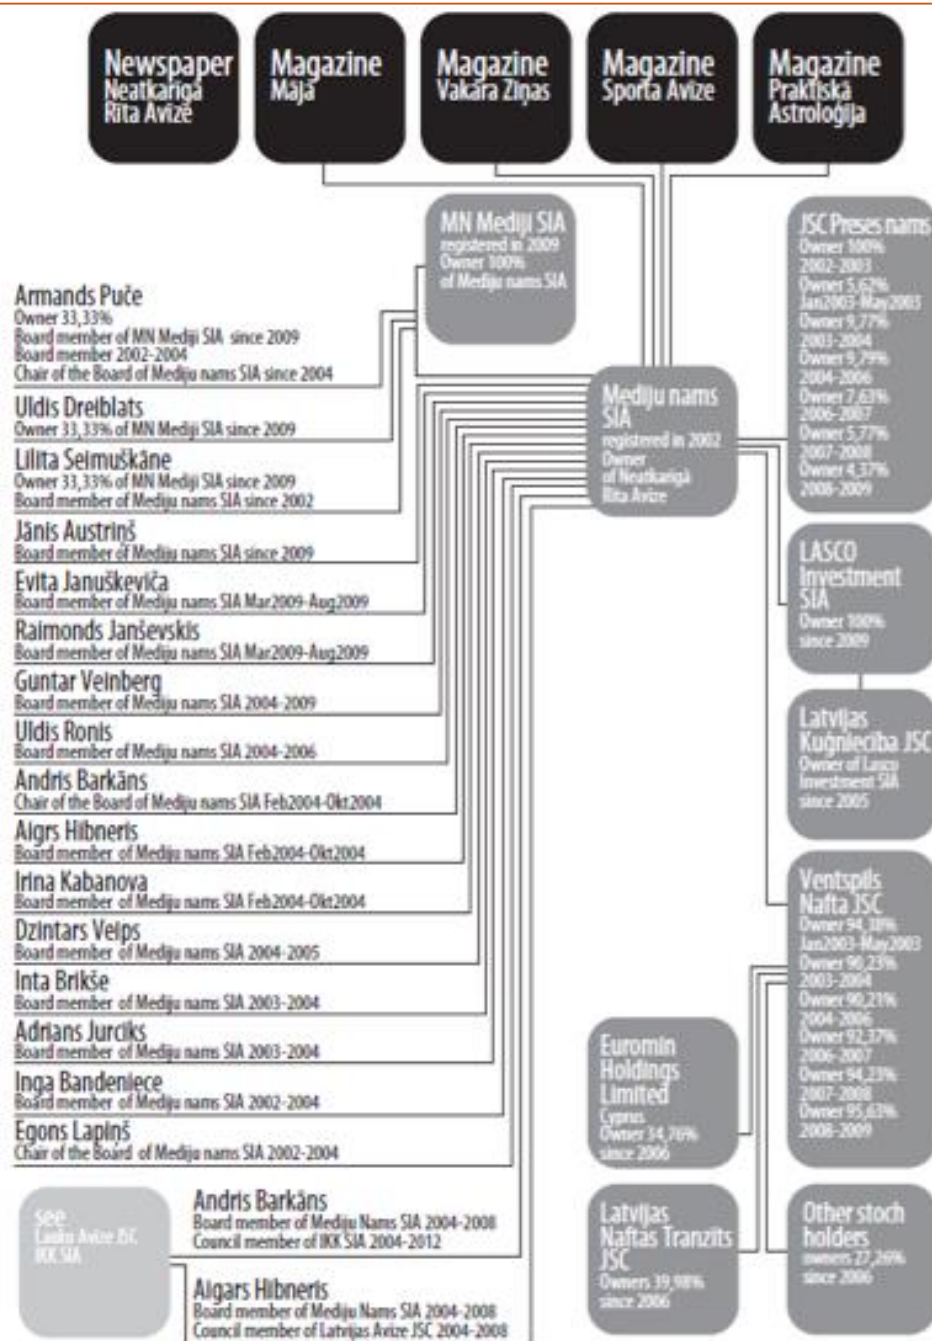 Newspaper
Neatkarīgā
Rīta Avīze
Magazine
Māja
Magazine
Vakara Ziņas
Magazine
Sporta Avīze
Magazine
Praktiskā
Astroloģija
MN Mediji SIA
registered in 2009
Owner 100%
of Mediju nams SIA
JSC Preses nams
Owner 100%
2002-2003
Owner 5,62%
Jan2003-May2003
Owner 9,77%
2003-2004
Owner 9,79%
2004-2006
Owner 7,63%
2006-2007
Owner 5,77%
2007-2008
Owner 4,37%
2008-2009
Armands Puče
Owner 33,33%
Board member of MN Mediji SIA since 2009
Board member 2002-2004
Chair of the Board of Mediju nams SIA since 2004
Uldis Dreiblats
Owner 33,33% of MN Mediji SIA since 2009
Lilita Seimuškāne
Owner 33,33% of MN Mediji SIA since 2009
Board member of Mediju nams SIA since 2002
Jānis Austriņš
Board member of Mediju nams SIA since 2009
Evita Januškeviča
Board member of Mediju nams SIA Mar2009-Aug2009
Raimonds Janševskis
Board member of Mediju nams SIA Mar2009-Aug2009
Guntar Veinberg
Board member of Mediju nams SIA 2004-2009
Uldis Ronis
Board member of Mediju nams SIA 2004-2006
Andris Barkāns
Chair of the Board of Mediju nams SIA Feb2004-Okt2004
Aigrs Hibneris
Board member of Mediju nams SIA Feb2004-Okt2004
Irina Kabanova
Board member of Mediju nams SIA Feb2004-Okt2004
Dzintars Veips
Board member of Mediju nams SIA 2004-2005
Inta Brikše
Board member of Mediju nams SIA 2003-2004
Adrians Jurciks
Board member of Mediju nams SIA 2003-2004
Inga Bandeniece
Board member of Mediju nams SIA 2002-2004
Egons Lapiņš
Chair of the Board of Mediju nams SIA 2002-2004
Mediju nams
SIA
registered in 2002
Owner
of Neatkarīgā
Rīta Avīze
LASCO
Investment
SIA
Owner 100%
since 2009
Latvijas
Kuģniecība JSC
Owner of Lasco
Investment SIA
since 2005
Ventspils
Nafta JSC
Owner 94,38%
Jan2003-May2003
Owner 90,23%
2003-2004
Owner 90,21%
2004-2006
Owner 92,37%
2006-2007
Owner 94,23%
2007-2008
Owner 95,63%
2008-2009
Euromin
Holdings
Limited
Cyprus
Owner 34,76%
since 2006
Latvijas
Naftas Tranzīts
JSC
Owners 39,98%
since 2006
Other stoch
holders
owners 27,26%
since 2006
see
Lauku Avīze JSC
IKK SIA
Andris Barkāns
Board member of Mediju Nams SIA 2004-2008
Council member of IKK SIA 2004-2012
Aigars Hibneris
Board member of Mediju Nams SIA 2004-2008
Council member of Latvijas Avīze JSC 2004-2008